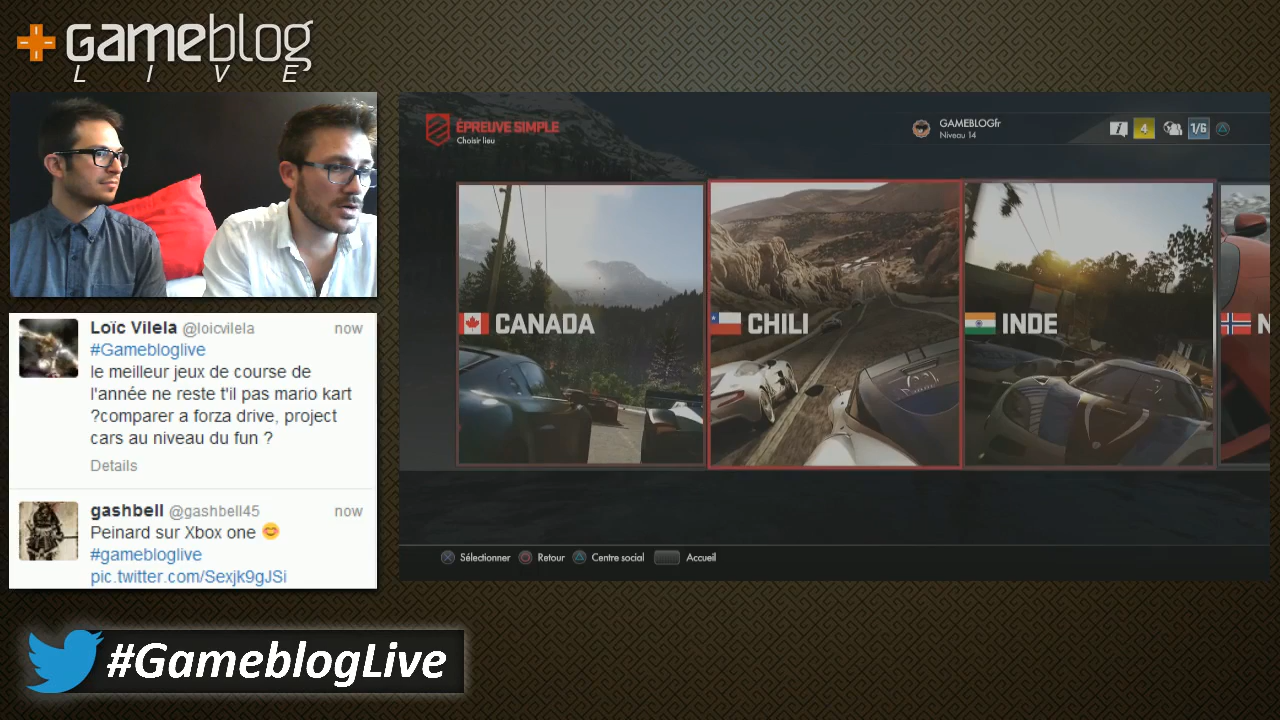 gameblog
LIVE
Loïc Vilela @loicvilela now
#Gamebloglive
le meilleur jeux de course de
l'année ne reste t'il pas mario kart
?comparer a forza drive, project
cars au niveau du fun ?
Details
gashbell @gashbell45 now
Peinard sur Xbox one 😊
#gamebloglive
pic.twitter.com/Sexjk9gJSi
#GameblogLive
ÉPREUVE SIMPLE
Choisir lieu
GAMEBLOGfr
Niveau 14
4
1/6
CANADA
CHILI
INDE
N
Sélectionner Retour Centre social Accueil